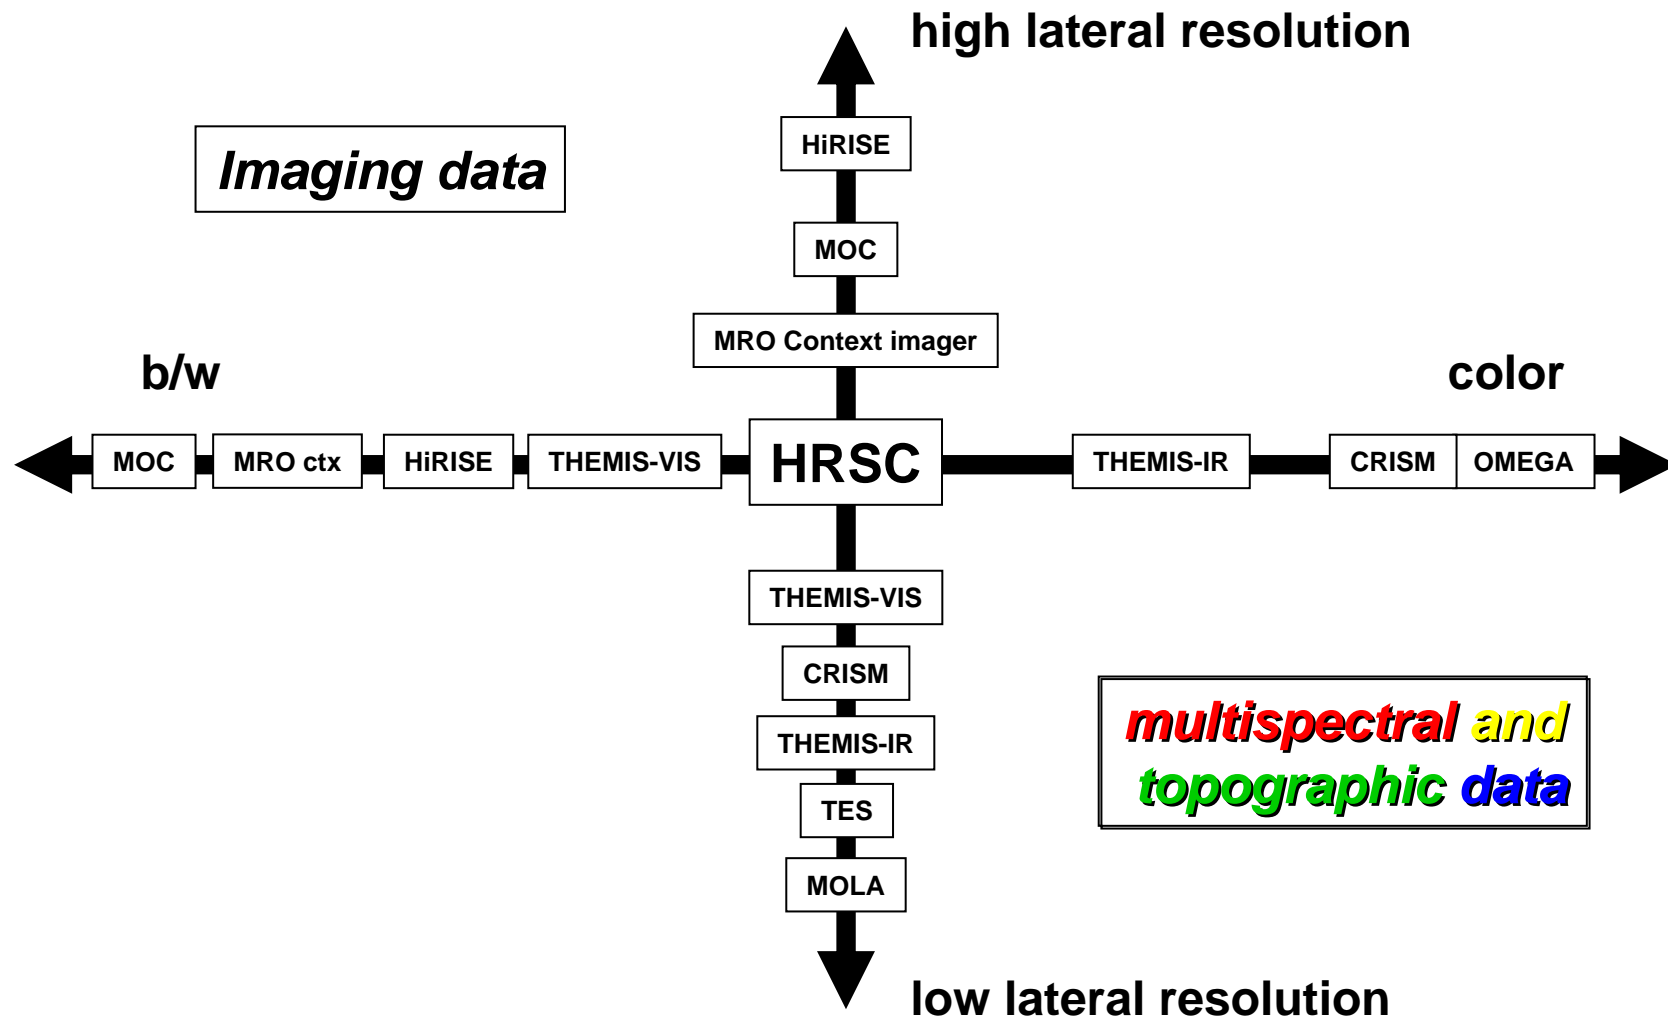 high lateral resolution
HiRISE
Imaging data
MOC
MRO Context imager
b/w
color
MOC
MRO ctx
HiRISE
THEMIS-VIS
HRSC
THEMIS-IR
CRISM
OMEGA
THEMIS-VIS
CRISM
multispectral and
topographic data
THEMIS-IR
TES
MOLA
low lateral resolution